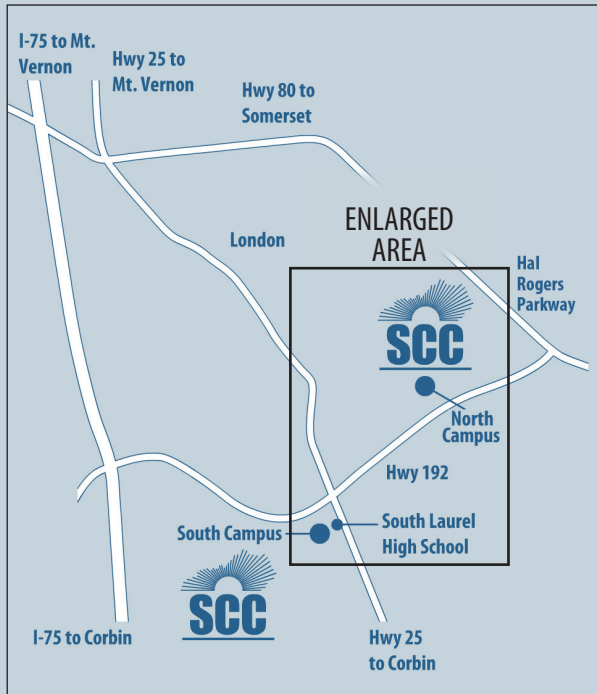 I-75 to Mt.
Vernon
Hwy 25 to
Mt. Vernon
Hwy 80 to
Somerset
London
ENLARGED
AREA
Hal
Rogers
Parkway
SCC
North
Campus
Hwy 192
South Campus
South Laurel
High School
SCC
I-75 to Corbin
Hwy 25
to Corbin